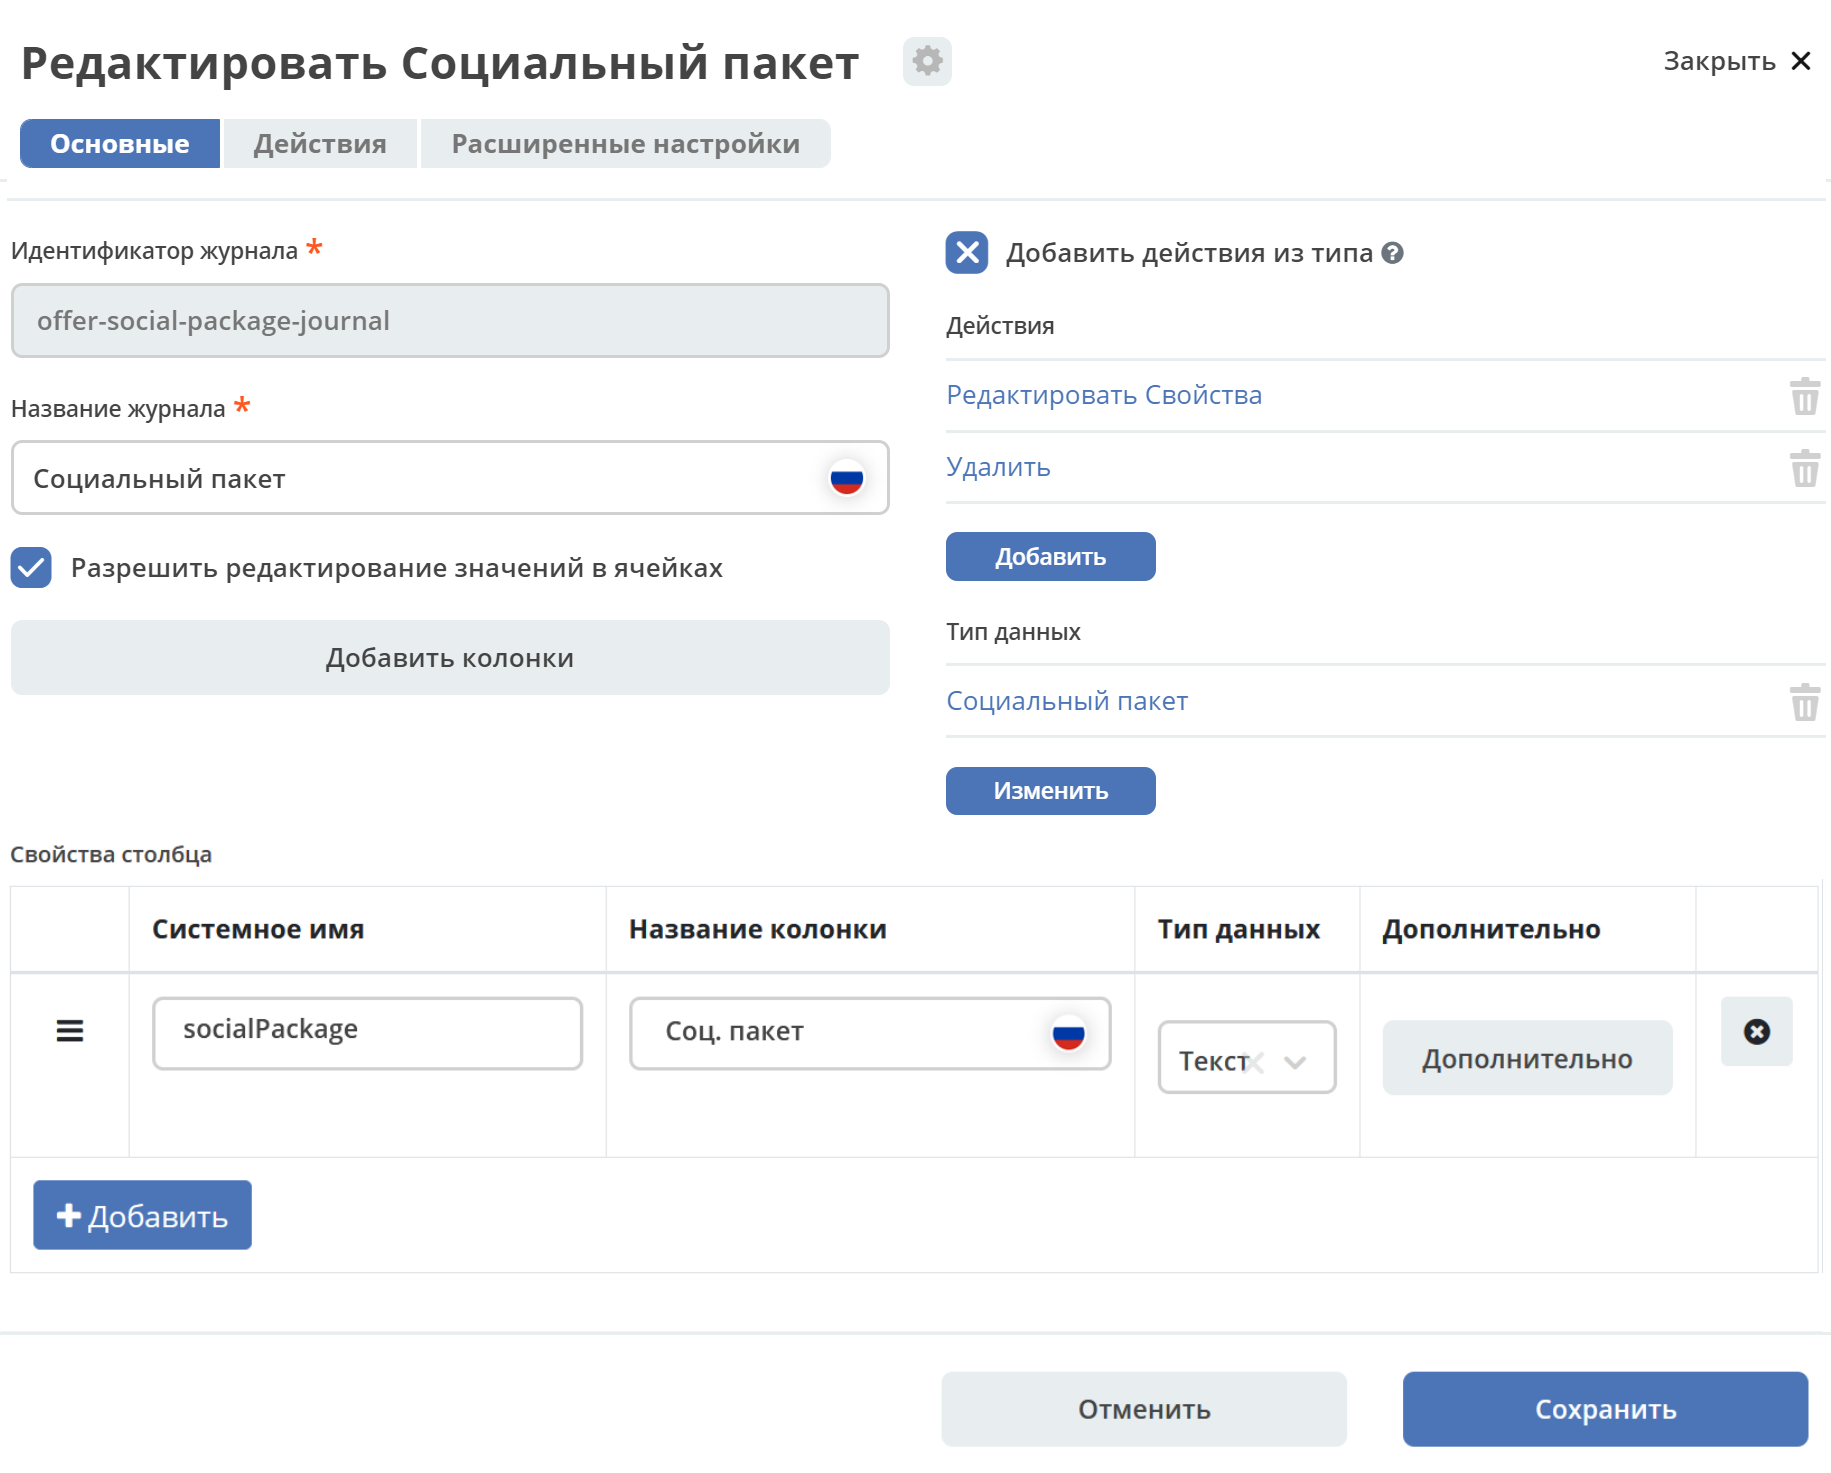 Редактировать Социальный пакет
Закрыть
Основные
Действия
Расширенные настройки
Идентификатор журнала *
offer-social-package-journal
Название журнала *
Социальный пакет
Разрешить редактирование значений в ячейках
Добавить колонки
Добавить действия из типа
Действия
Редактировать Свойства
Удалить
Добавить
Тип данных
Социальный пакет
Изменить
Свойства столбца
Системное имя
Название колонки
Тип данных
Дополнительно
socialPackage
Соц. пакет
Текст
Дополнительно
Добавить
Отменить
Сохранить